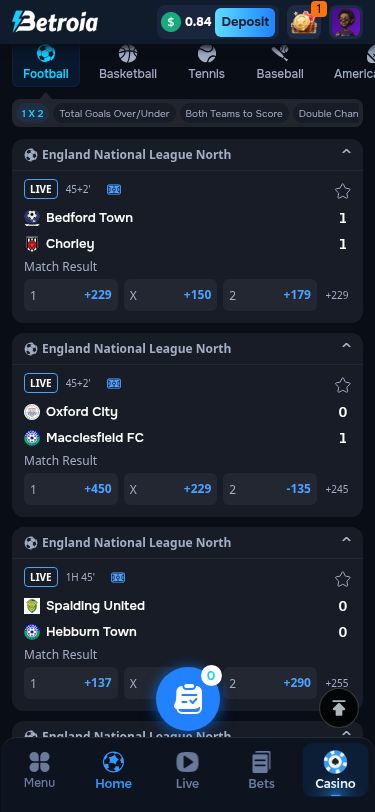 Betroia
$ 0.84 Deposit
1
Football Basketball Tennis Baseball America
1 X 2 Total Goals Over/Under Both Teams to Score Double Chan
England National League North
LIVE 45+2'
Bedford Town 1
Chorley 1
Match Result
1 +229 X +150 2 +179 +229
England National League North
LIVE 45+2'
Oxford City 0
Macclesfield FC 1
Match Result
1 +450 X +229 2 -135 +245
England National League North
LIVE 1H 45'
Spalding United 0
Hebburn Town 0
Match Result
1 +137 X 2 +290 +255
0
England National League North
Menu Home Live Bets Casino